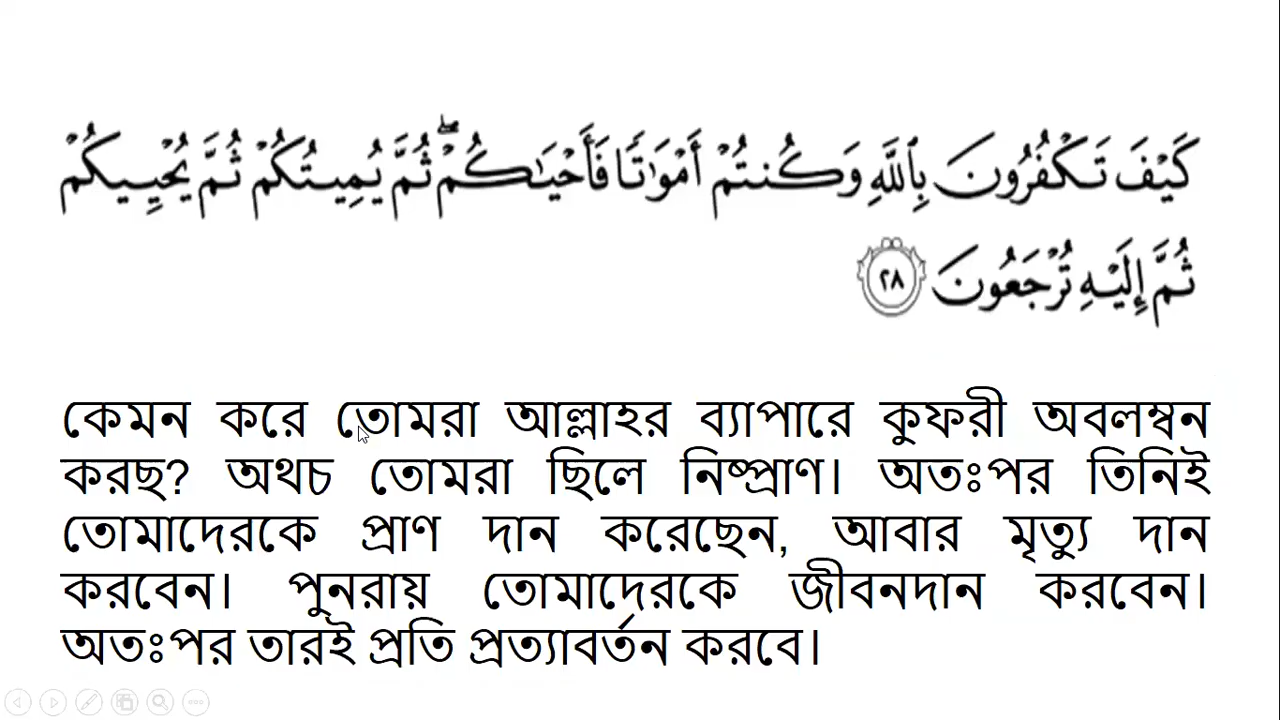 كَيْفَ تَكْفُرُونَ بِٱللَّهِ وَكُنتُمْ أَمْوَٰتًا فَأَحْيَـٰكُمْ ۖ ثُمَّ يُمِيتُكُمْ ثُمَّ يُحْيِيكُمْ
ثُمَّ إِلَيْهِ تُرْجَعُونَ ٢٨
কেমন করে তোমরা আল্লাহর ব্যাপারে কুফরী অবলম্বন
করছ? অথচ তোমরা ছিলে নিষ্প্রাণ। অতঃপর তিনিই
তোমাদেরকে প্রাণ দান করেছেন, আবার মৃত্যু দান
করবেন। পুনরায় তোমাদেরকে জীবনদান করবেন।
অতঃপর তারই প্রতি প্রত্যাবর্তন করবে।